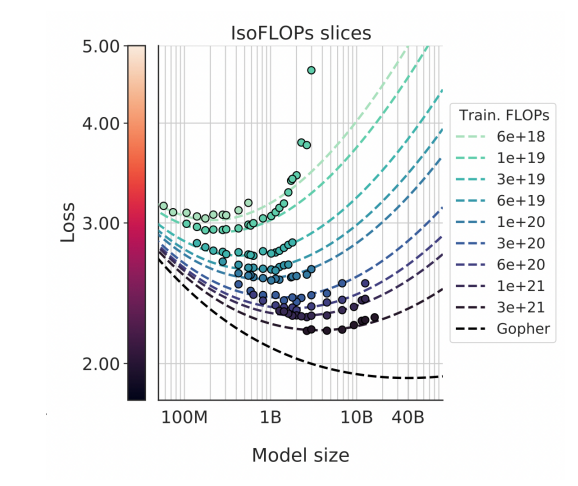 IsoFLOPs slices
5.00
4.00
3.00
2.00
Loss
100M 1B 10B 40B
Model size
Train. FLOPs
6e+18
1e+19
3e+19
6e+19
1e+20
3e+20
6e+20
1e+21
3e+21
Gopher